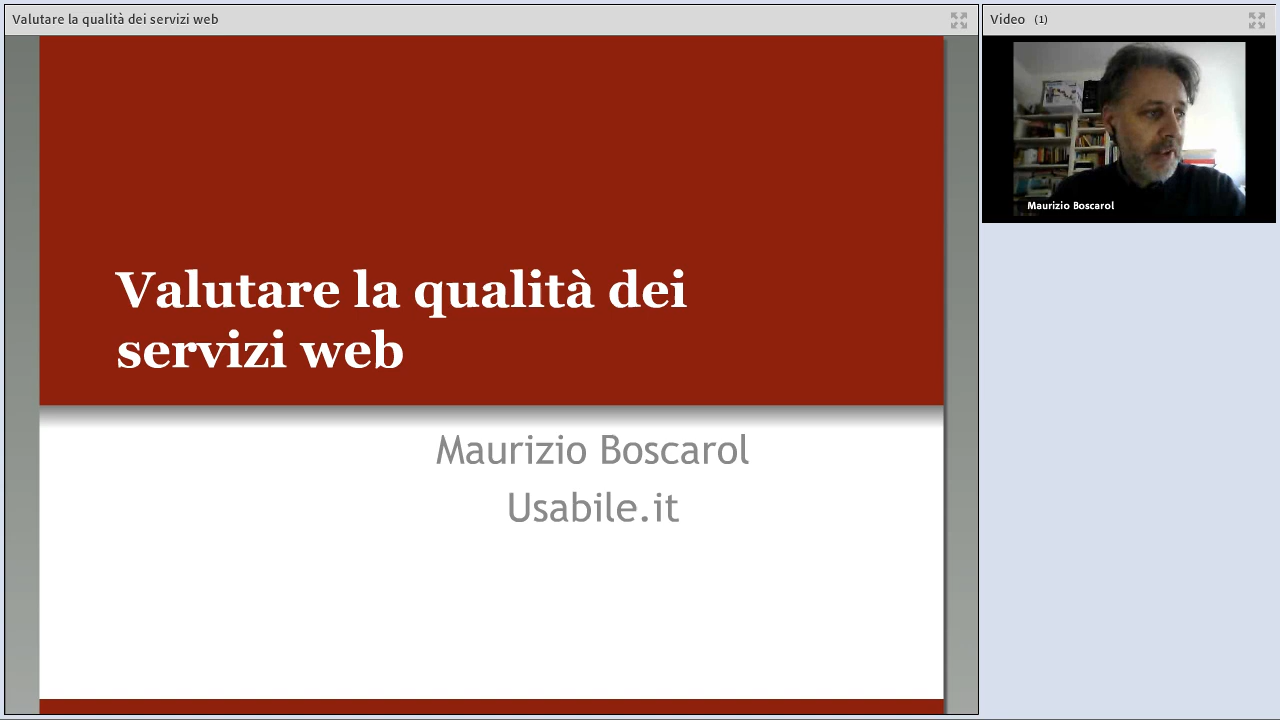 Valutare la qualità dei servizi web
Video (1)
Maurizio Boscarol
Valutare la qualità dei
servizi web
Maurizio Boscarol
Usabile.it